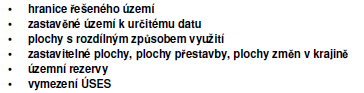 • hranice řešeného území
• zastavěné území k určitému datu
• plochy s rozdílným způsobem využití
• zastavitelné plochy, plochy přestavby, plochy změn v krajině
• územní rezervy
• vymezení ÚSES